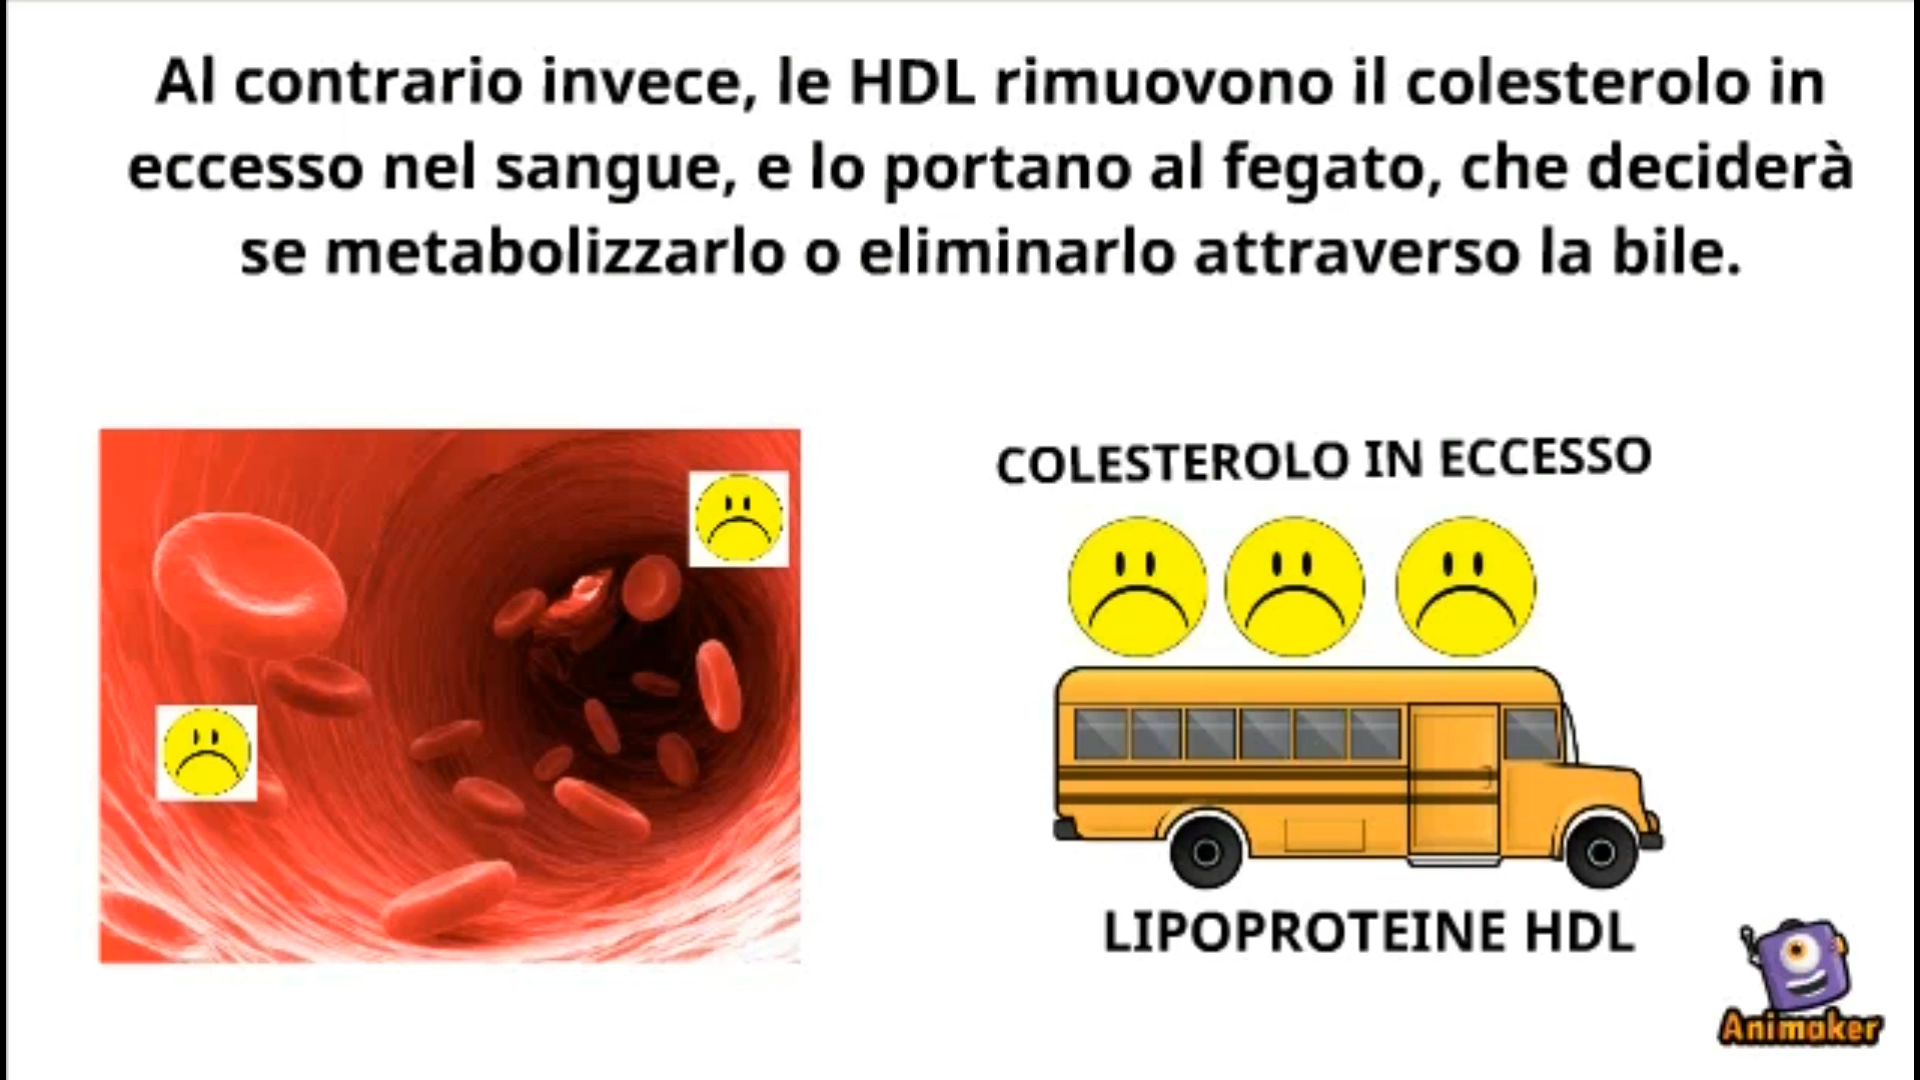 Al contrario invece, le HDL rimuovono il colesterolo in
eccesso nel sangue, e lo portano al fegato, che deciderà
se metabolizzarlo o eliminarlo attraverso la bile.
COLESTEROLO IN ECCESSO
LIPOPROTEINE HDL
Animaker